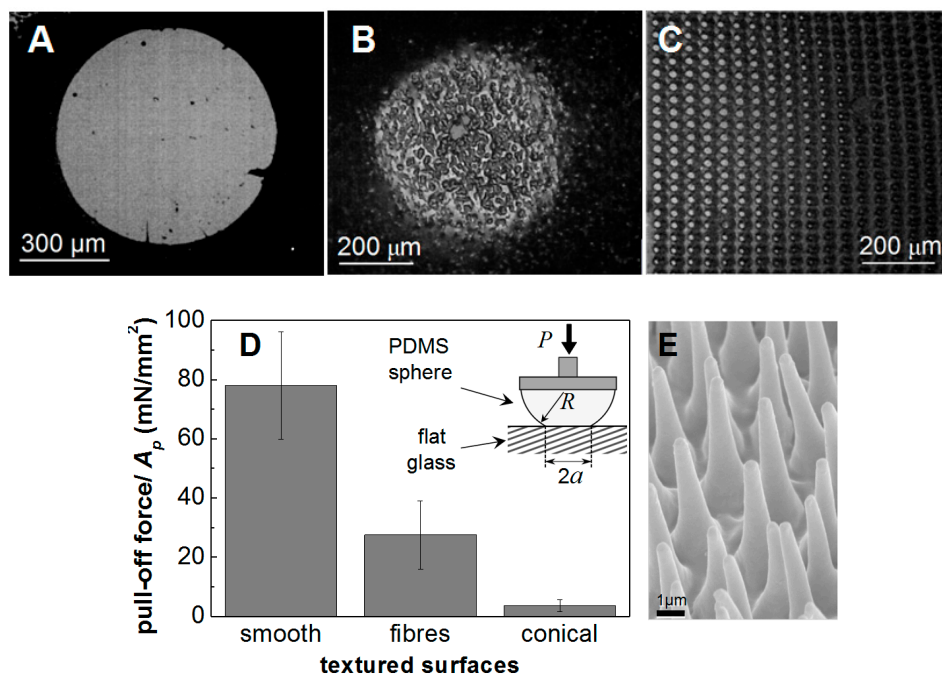 A
300 µm
B
200 µm
C
200 µm
D
pull-off force/ A_p (mN/mm²)
100
80
60
40
20
0
smooth
fibres
conical
textured surfaces
PDMS
sphere
flat
glass
P
R
2a
E
1µm